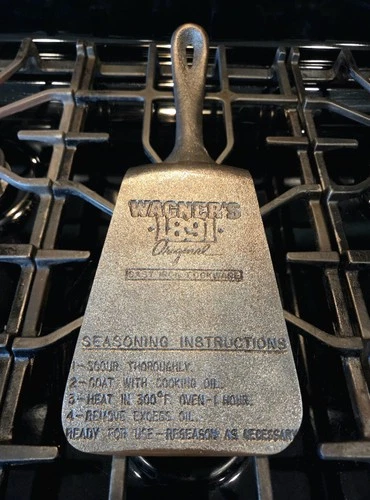 WAGNER'S
·1891·
Original
CAST IRON COOKWARE
SEASONING INSTRUCTIONS
1-SCOUR THOROUGHLY.
2-COAT WITH COOKING OIL.
3-HEAT IN 300°F OVEN-1 HOUR.
4-REMOVE EXCESS OIL.
READY FOR USE-RESEASON AS NECESSARY